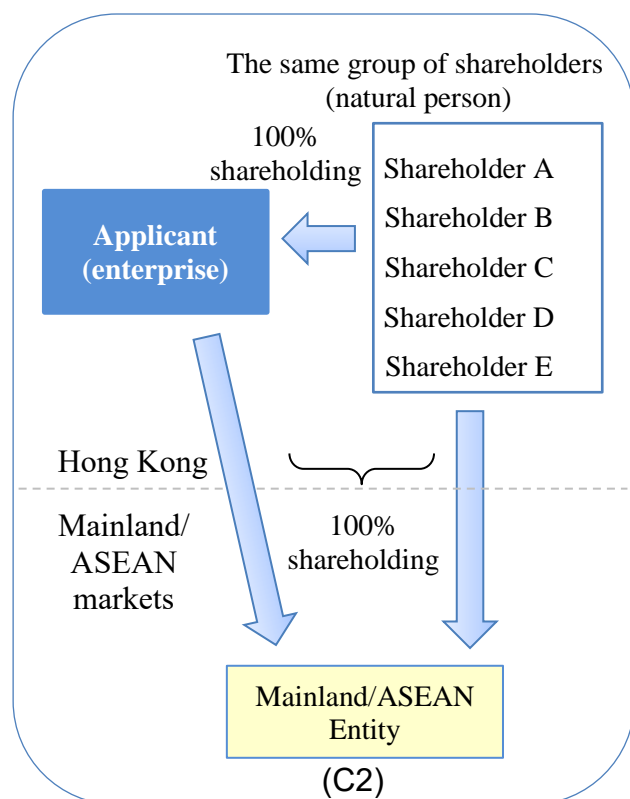 The same group of shareholders
(natural person)
100%
shareholding
Applicant
(enterprise)
Shareholder A
Shareholder B
Shareholder C
Shareholder D
Shareholder E
Hong Kong
Mainland/
ASEAN
markets
100%
shareholding
Mainland/ASEAN
Entity
(C2)